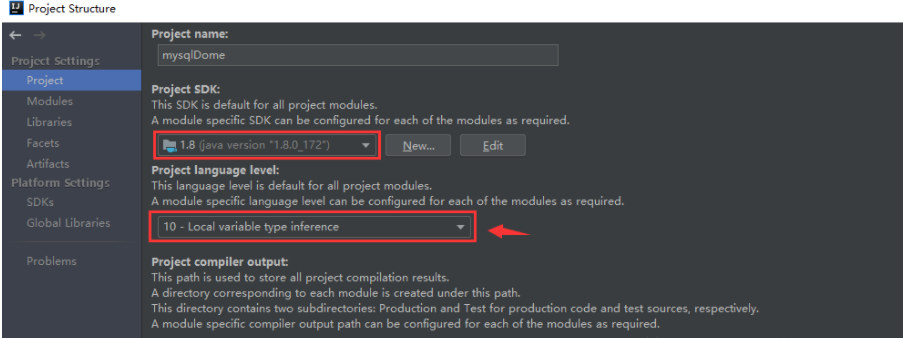 Project Structure
Project Settings
Project
Modules
Libraries
Facets
Artifacts
Platform Settings
SDKs
Global Libraries
Problems
Project name:
mysqlDome
Project SDK:
This SDK is default for all project modules.
A module specific SDK can be configured for each of the modules as required.
1.8 (java version "1.8.0_172")
New...
Edit
Project language level:
This language level is default for all project modules.
A module specific language level can be configured for each of the modules as required.
10 - Local variable type inference
Project compiler output:
This path is used to store all project compilation results.
A directory corresponding to each module is created under this path.
This directory contains two subdirectories: Production and Test for production code and test sources, respectively.
A module specific compiler output path can be configured for each of the modules as required.